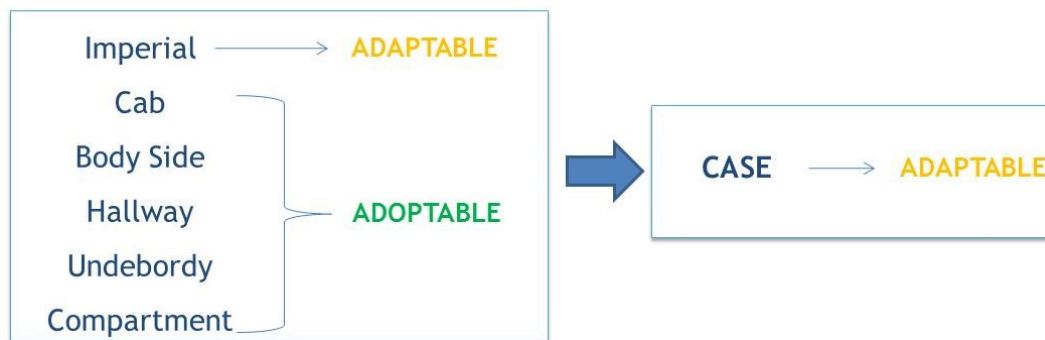 Imperial ADAPTABLE
Cab
Body Side
Hallway
Undebordy
Compartment
ADOPTABLE
CASE ADAPTABLE